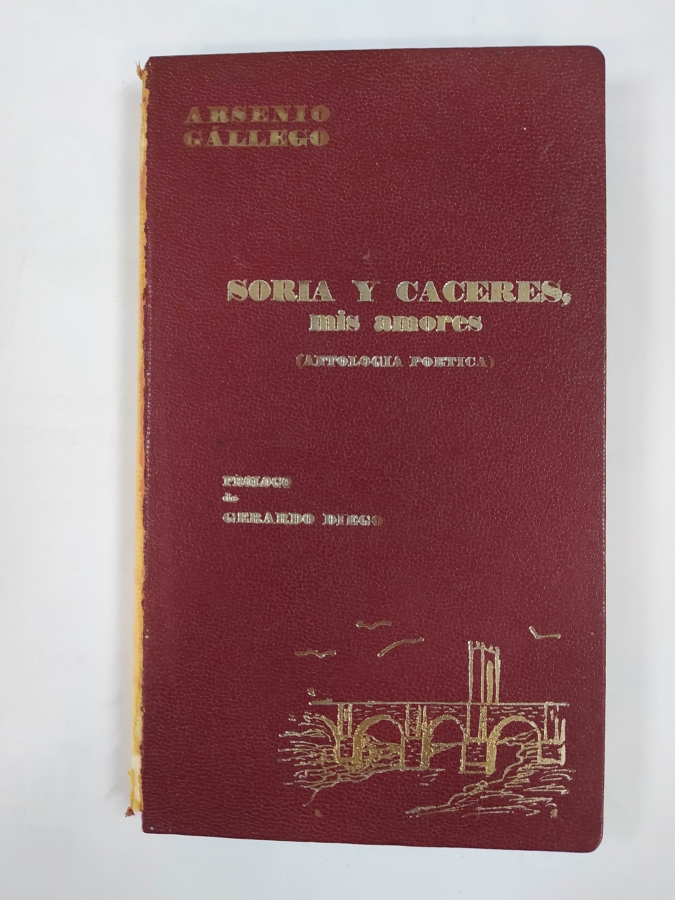 ARSENIO
GÁLLEGO
SORIA Y CACERES,
mis amores
(ANTOLOGIA POETICA)
PROLOGO
de
GERARDO DIEGO